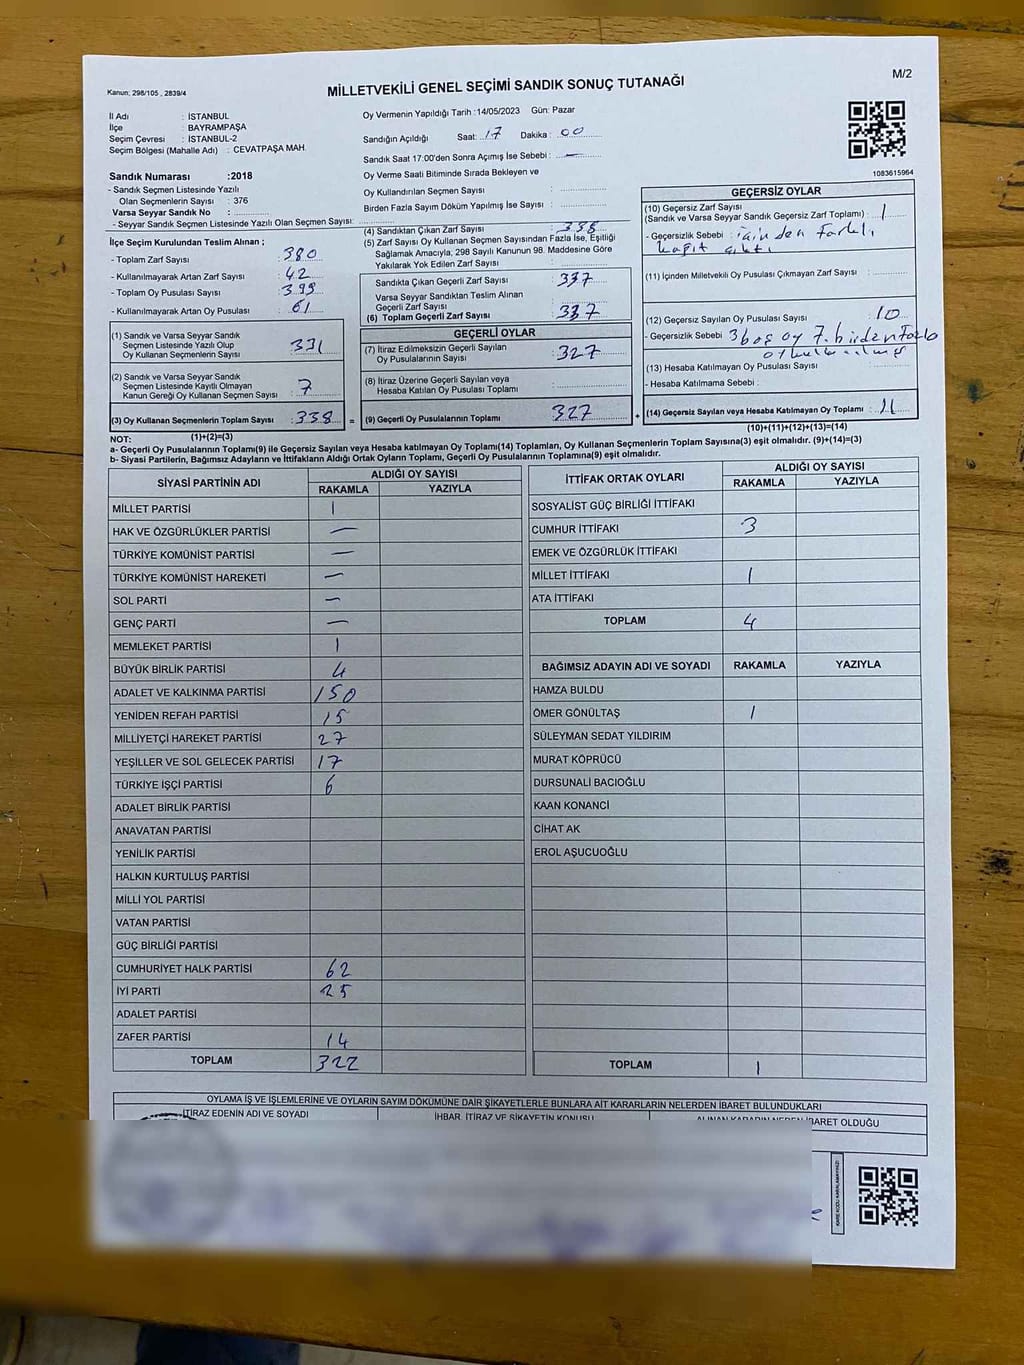 Kanun: 298/105 , 2839/4
MİLLETVEKİLİ GENEL SEÇİMİ SANDIK SONUÇ TUTANAĞI
M/2
İl Adı : İSTANBUL
İlçe : BAYRAMPAŞA
Seçim Çevresi : İSTANBUL-2
Seçim Bölgesi (Mahalle Adı) : CEVATPAŞA MAH.
Sandık Numarası :2018
- Sandık Seçmen Listesinde Yazılı
Olan Seçmenlerin Sayısı : 376
Varsa Seyyar Sandık No :
- Seyyar Sandık Seçmen Listesinde Yazılı Olan Seçmen Sayısı:
İlçe Seçim Kurulundan Teslim Alınan ;
- Toplam Zarf Sayısı : 380
- Kullanılmayarak Artan Zarf Sayısı : 42
- Toplam Oy Pusulası Sayısı : 399
- Kullanılmayarak Artan Oy Pusulası : 61
(1) Sandık ve Varsa Seyyar Sandık
Seçmen Listesinde Yazılı Olup
Oy Kullanan Seçmenlerin Sayısı : 331
(2) Sandık ve Varsa Seyyar Sandık
Seçmen Listesinde Kayıtlı Olmayan
Kanun Gereği Oy Kullanan Seçmen Sayısı : 7
(3) Oy Kullanan Seçmenlerin Toplam Sayısı : 338 =
(1)+(2)=(3)
Oy Vermenin Yapıldığı Tarih :14/05/2023 Gün: Pazar
Sandığın Açıldığı Saat: 17 Dakika : 00
Sandık Saat 17:00'den Sonra Açımış İse Sebebi : —
Oy Verme Saati Bitiminde Sırada Bekleyen ve
Oy Kullandırılan Seçmen Sayısı :
Birden Fazla Sayım Döküm Yapılmış İse Sayısı :
(4) Sandıktan Çıkan Zarf Sayısı : 338
(5) Zarf Sayısı Oy Kullanan Seçmen Sayısından Fazla İse, Eşitliği
Sağlamak Amacıyla, 298 Sayılı Kanunun 98. Maddesine Göre
Yakılarak Yok Edilen Zarf Sayısı :
Sandıkta Çıkan Geçerli Zarf Sayısı : 337
Varsa Seyyar Sandıktan Teslim Alınan
Geçerli Zarf Sayısı :
(6) Toplam Geçerli Zarf Sayısı : 337
GEÇERLİ OYLAR
(7) İtiraz Edilmeksizin Geçerli Sayılan
Oy Pusulalarının Sayısı : 327
(8) İtiraz Üzerine Geçerli Sayılan veya
Hesaba Katılan Oy Pusulası Toplamı :
(9) Geçerli Oy Pusulalarının Toplamı 327 +
1083615964
GEÇERSİZ OYLAR
(10) Geçersiz Zarf Sayısı
(Sandık ve Varsa Seyyar Sandık Geçersiz Zarf Toplamı) : 1
- Geçersizlik Sebebi : içinden farklı
kağıt çıktı
(11) İçinden Milletvekili Oy Pusulası Çıkmayan Zarf Sayısı :
(12) Geçersiz Sayılan Oy Pusulası Sayısı : 10
- Geçersizlik Sebebi 3 boş oy 7. birden fazla
(13) Hesaba Katılmayan Oy Pusulası Sayısı :
- Hesaba Katılmama Sebebi :
(14) Geçersiz Sayılan veya Hesaba Katılmayan Oy Toplamı : 11
(10)+(11)+(12)+(13)=(14)
NOT:
a- Geçerli Oy Pusulalarının Toplamı(9) ile Geçersiz Sayılan veya Hesaba katılmayan Oy Toplamı(14) Toplamları, Oy Kullanan Seçmenlerin Toplam Sayısına(3) eşit olmalıdır. (9)+(14)=(3)
b- Siyasi Partilerin, Bağımsız Adayların ve İttifakların Aldığı Ortak Oyların Toplamı, Geçerli Oy Pusulalarının Toplamına(9) eşit olmalıdır.
SİYASİ PARTİNİN ADI ALDIĞI OY SAYISI
RAKAMLA YAZIYLA
MİLLET PARTİSİ 1
HAK VE ÖZGÜRLÜKLER PARTİSİ —
TÜRKİYE KOMÜNİST PARTİSİ —
TÜRKİYE KOMÜNİST HAREKETİ —
SOL PARTİ —
GENÇ PARTİ —
MEMLEKET PARTİSİ 1
BÜYÜK BİRLİK PARTİSİ 4
ADALET VE KALKINMA PARTİSİ 150
YENİDEN REFAH PARTİSİ 15
MİLLİYETÇİ HAREKET PARTİSİ 27
YEŞİLLER VE SOL GELECEK PARTİSİ 17
TÜRKİYE İŞÇİ PARTİSİ 6
ADALET BİRLİK PARTİSİ
ANAVATAN PARTİSİ
YENİLİK PARTİSİ
HALKIN KURTULUŞ PARTİSİ
MİLLİ YOL PARTİSİ
VATAN PARTİSİ
GÜÇ BİRLİĞİ PARTİSİ
CUMHURİYET HALK PARTİSİ 62
İYİ PARTİ 25
ADALET PARTİSİ
ZAFER PARTİSİ 14
TOPLAM 322
İTTİFAK ORTAK OYLARI ALDIĞI OY SAYISI
RAKAMLA YAZIYLA
SOSYALİST GÜÇ BİRLİĞİ İTTİFAKI
CUMHUR İTTİFAKI 3
EMEK VE ÖZGÜRLÜK İTTİFAKI
MİLLET İTTİFAKI 1
ATA İTTİFAKI
TOPLAM 4
BAĞIMSIZ ADAYIN ADI VE SOYADI RAKAMLA YAZIYLA
HAMZA BULDU
ÖMER GÖNÜLTAŞ 1
SÜLEYMAN SEDAT YILDIRIM
MURAT KÖPRÜCÜ
DURSUNALİ BACIOĞLU
KAAN KONANCİ
CİHAT AK
EROL AŞUCUOĞLU
TOPLAM 1
OYLAMA İŞ VE İŞLEMLERİNE VE OYLARIN SAYIM DÖKÜMÜNE DAİR ŞİKAYETLERLE BUNLARA AİT KARARLARIN NELERDEN İBARET BULUNDUKLARI
İTİRAZ EDENİN ADI VE SOYADI İHBAR, İTİRAZ VE ŞİKAYETİN KONUSU ALINAN KARARIN NEDEN İBARET OLDUĞU